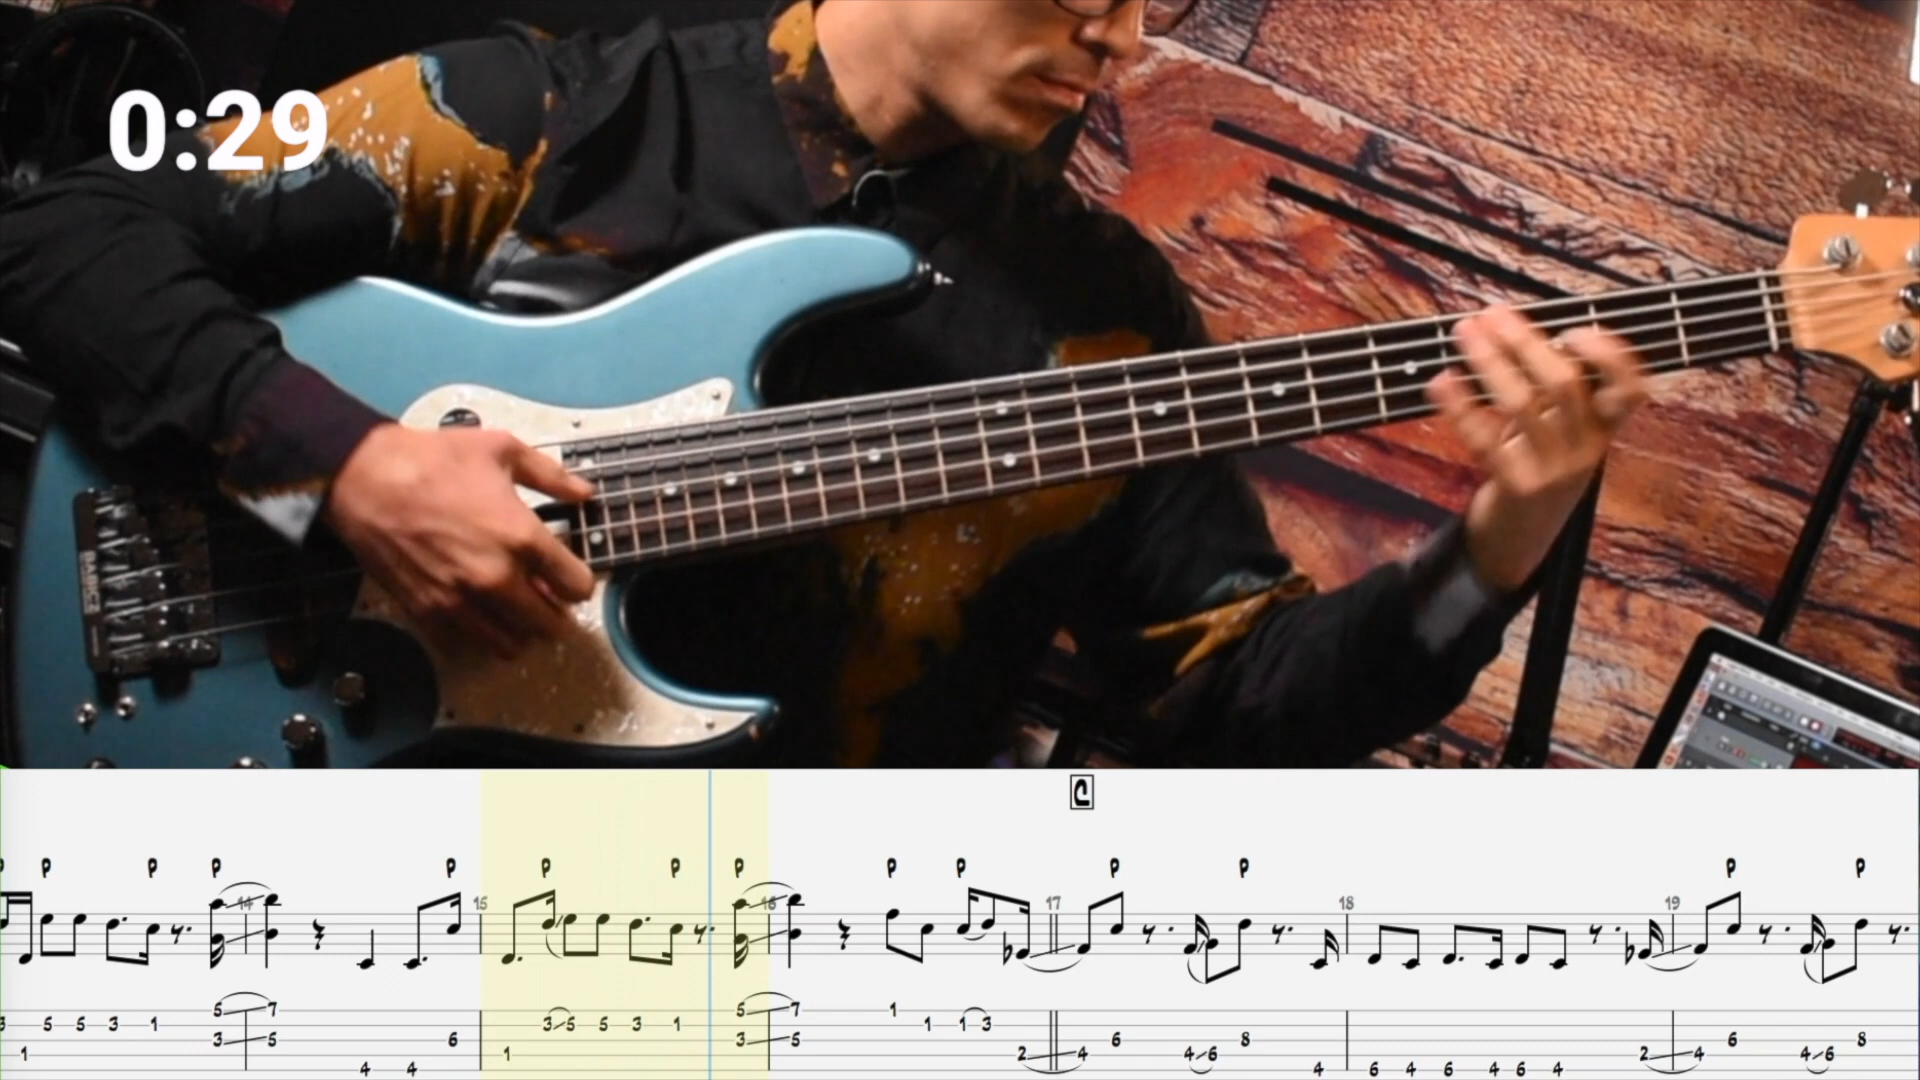 0:29
BABICZ
C
P P P P P P P P P P P P P P
14 15 16 17 18 19
5 7 5 7 1
3 5 5 3 1 3 5 5 3 1 1 1 3
3 5 6 3 5 6 8 6 8
1 1 2 4 4 6 2 4 4 6
4 4 4 6 4 6 4 6 4